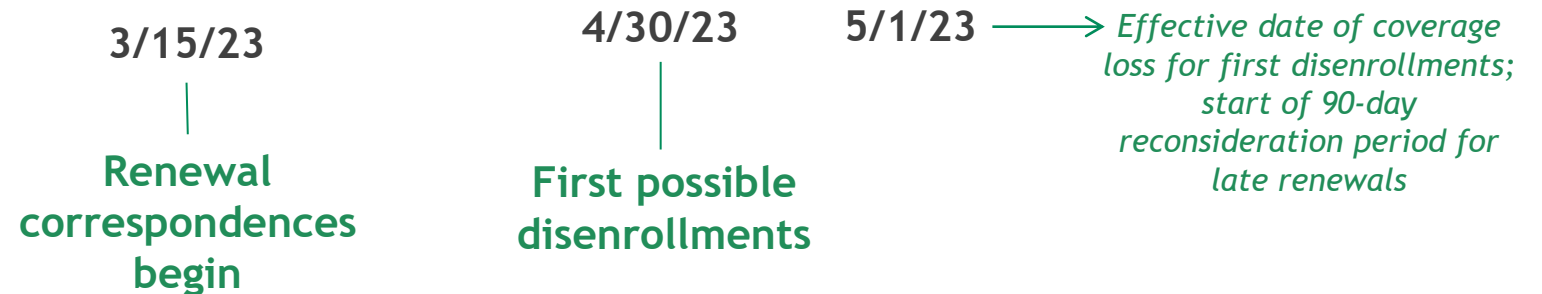 3/15/23
Renewal
correspondences
begin
4/30/23
First possible
disenrollments
5/1/23
Effective date of coverage
loss for first disenrollments;
start of 90-day
reconsideration period for
late renewals